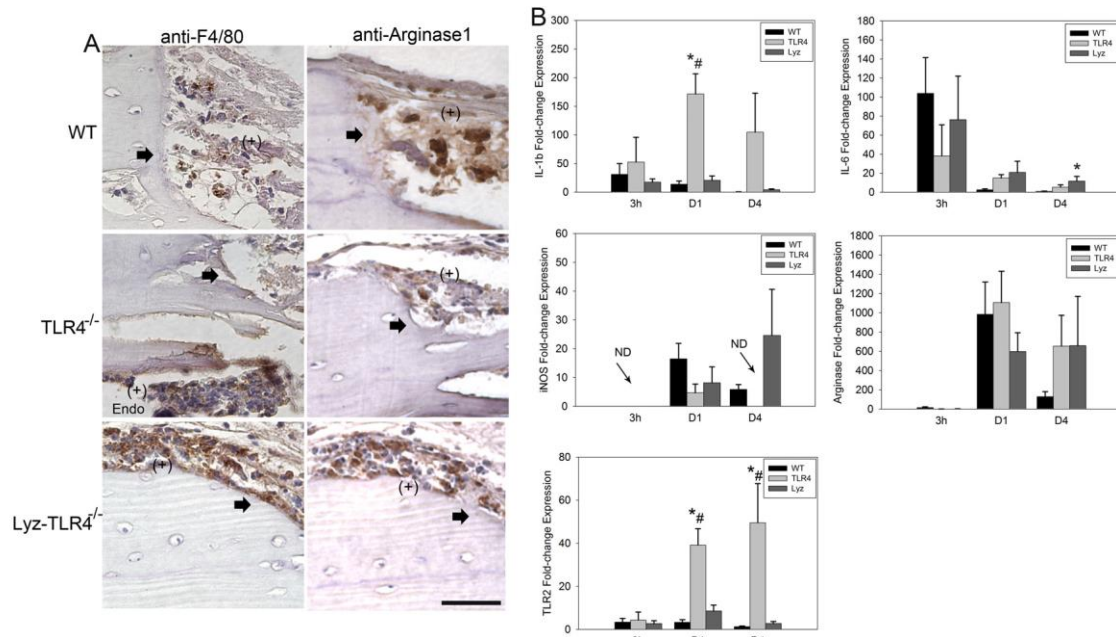 A
anti-F4/80
anti-Arginase1
WT
(+)
(+)
TLR4-/-
(+)
Endo
(+)
Lyz-TLR4-/-
(+)
(+)
B
IL-1b Fold-change Expression
300
250
200
150
100
50
0
*#
WT
TLR4
Lyz
3h
D1
D4
IL-6 Fold-change Expression
160
140
120
100
80
60
40
20
0
*
WT
TLR4
Lyz
3h
D1
D4
iNOS Fold-change Expression
60
50
40
30
20
10
0
ND
ND
WT
TLR4
Lyz
3h
D1
D4
Arginase Fold-change Expression
1800
1600
1400
1200
1000
800
600
400
200
0
WT
TLR4
Lyz
3h
D1
D4
TLR2 Fold-change Expression
80
60
40
20
0
*#
*#
WT
TLR4
Lyz